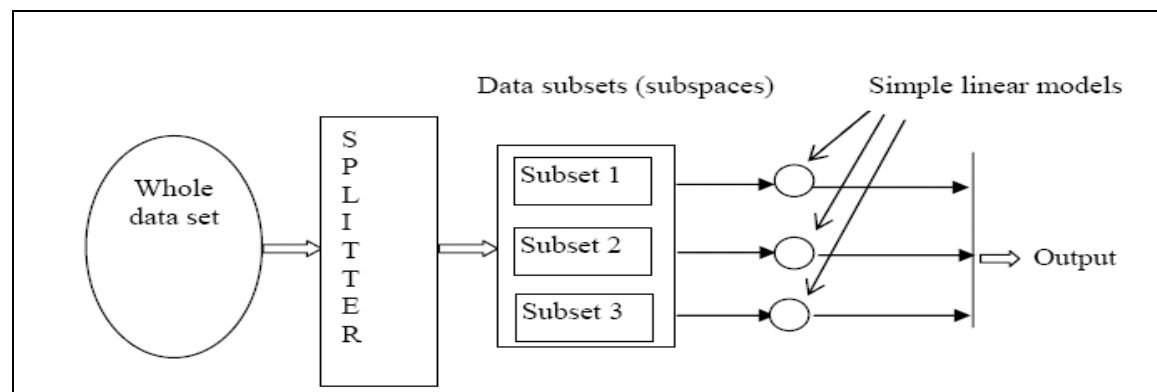 Data subsets (subspaces)
Simple linear models
Whole
data set
S
P
L
I
T
T
E
R
Subset 1
Subset 2
Subset 3
Output